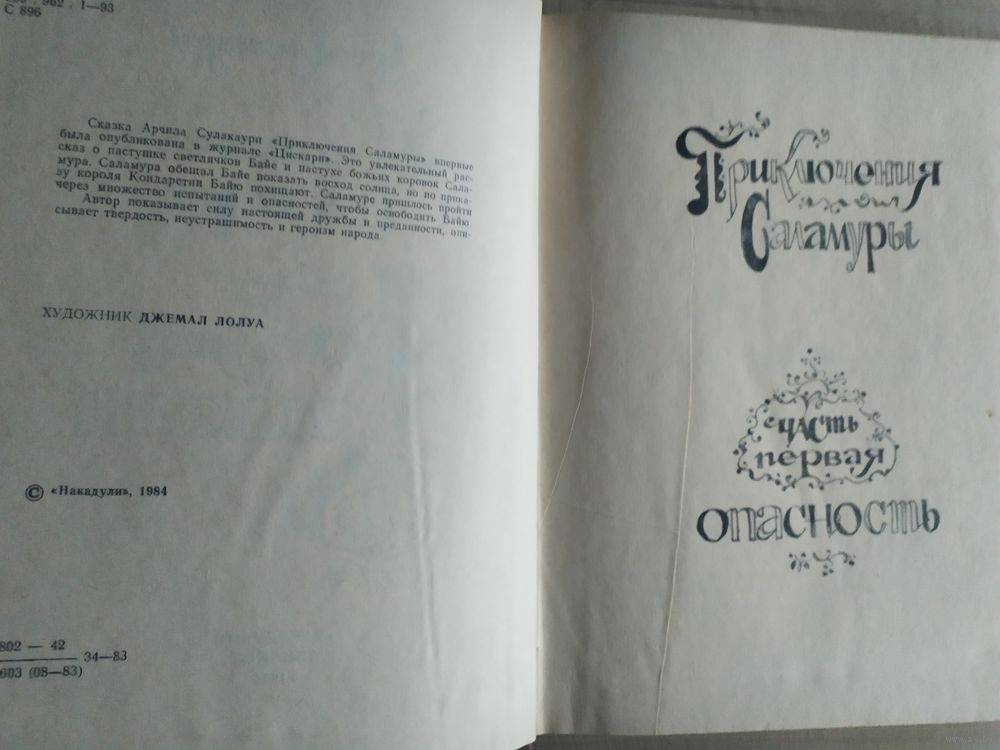 962 . 1—93
С 896
Сказка Арчила Сулакаури «Приключения Саламуры» впервые
была опубликована в журнале «Цискари». Это увлекательный рас-
сказ о пастушке светлячков Байе и пастухе божьих коровок Сала-
мура. Саламура обещал Байе показать восход солнца, но по прика-
зу короля Кондаретии Байю похищают. Саламуре пришлось пройти
через множество испытаний и опасностей, чтобы освободить Байю.
Автор показывает силу настоящей дружбы и преданности, опи-
сывает твердость, неустрашимость и героизм народа.
ХУДОЖНИК ДЖЕМАЛ ЛОЛУА
© «Накадули», 1984
802 — 42
603 (08—83)
34—83
Приключения
Саламуры
часть
первая
опасность